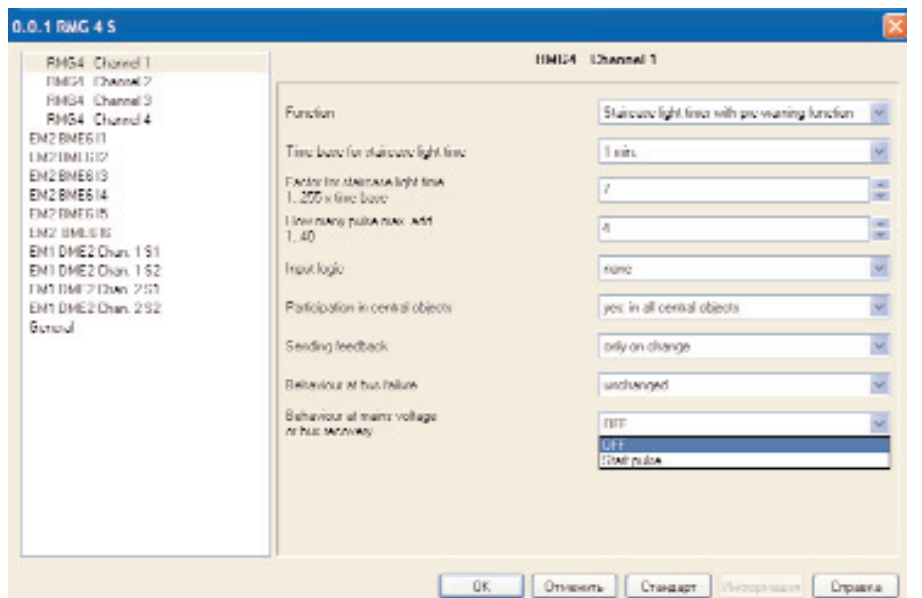 0.0.1 RMG 4 S
RMG4 Channel 1
RMG4 Channel 2
RMG4 Channel 3
RMG4 Channel 4
EM2 BME6 I1
EM2 BME6 I2
EM2 BME6 I3
EM2 BME6 I4
EM2 BME6 I5
EM2 BME6 I6
EM1 DME2 Chan. 1 S1
EM1 DME2 Chan. 1 S2
EM1 DME2 Chan. 2 S1
EM1 DME2 Chan. 2 S2
General
RMG4 Channel 1
Function
Staircase light timer with pre-warning function
Time base for staircase light time
1 min.
Factor for staircase light time
1..255 x time base
7
How many pulse max. add
1..40
4
Input logic
none
Participation in central objects
yes: in all central objects
Sending feedback
only on change
Behaviour at bus failure
unchanged
Behaviour at mains voltage
or bus recovery
OFF
OFF
Start pulse
OK
Отменить
Стандарт
Информация
Справка